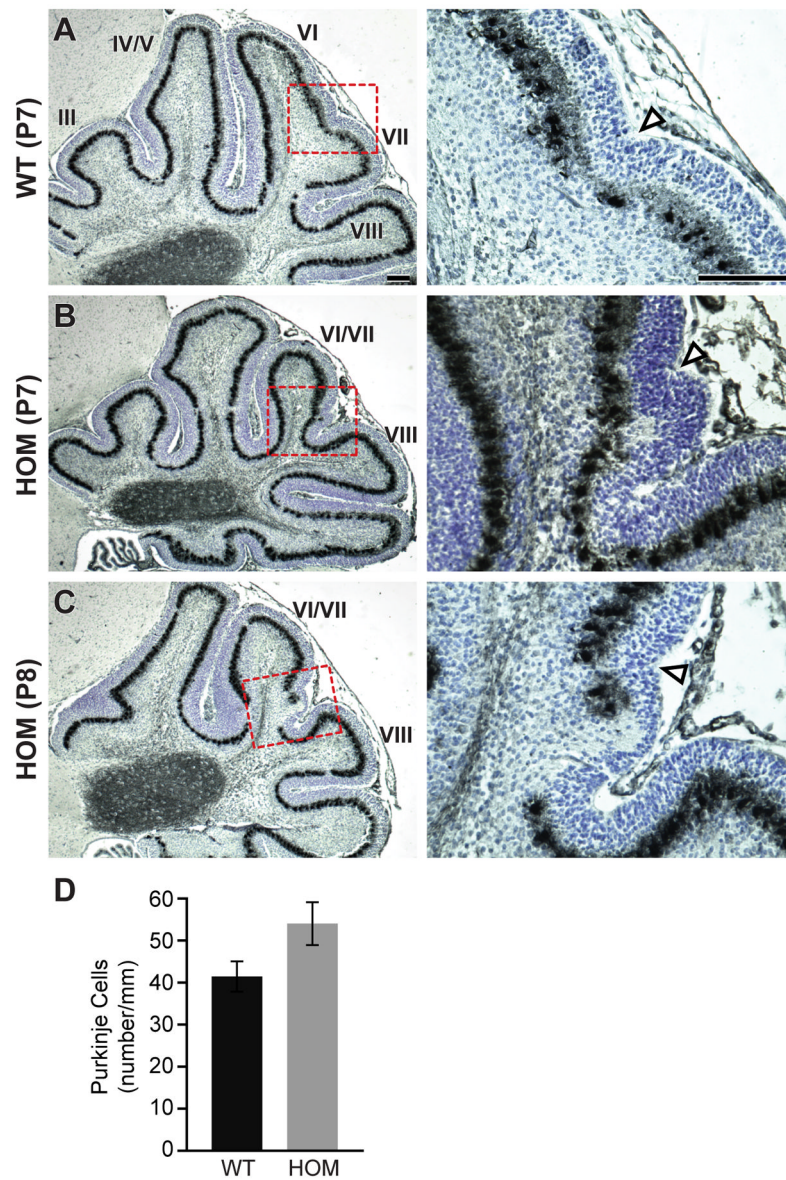 A
WT (P7)
III
IV/V
VI
VII
VIII
B
HOM (P7)
VI/VII
VIII
C
HOM (P8)
VI/VII
VIII
D
Purkinje Cells
(number/mm)
60
50
40
30
20
10
0
WT
HOM